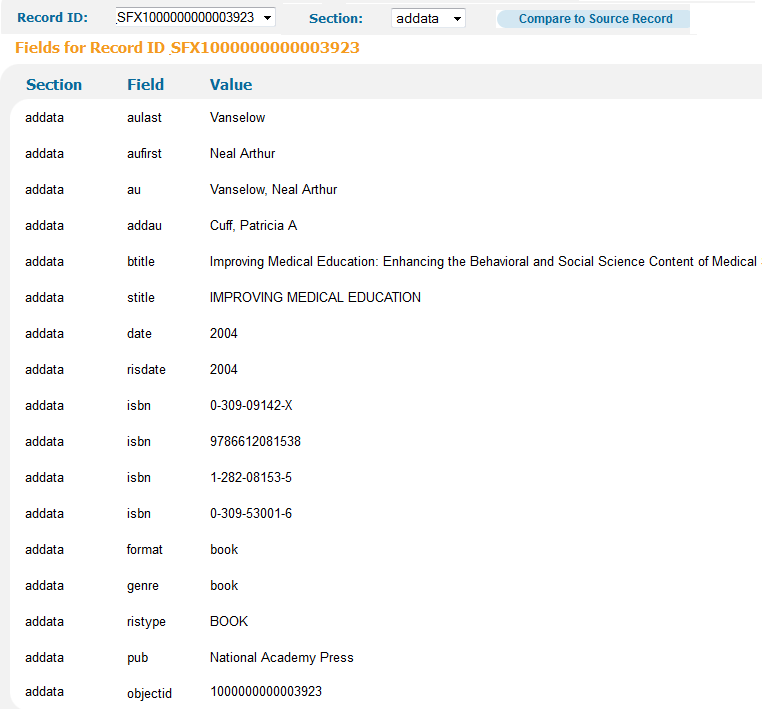 Record ID: SFX1000000000003923 Section: addata Compare to Source Record
Fields for Record ID SFX1000000000003923
Section Field Value
addata aulast Vanselow
addata aufirst Neal Arthur
addata au Vanselow, Neal Arthur
addata addau Cuff, Patricia A
addata btitle Improving Medical Education: Enhancing the Behavioral and Social Science Content of Medical
addata stitle IMPROVING MEDICAL EDUCATION
addata date 2004
addata risdate 2004
addata isbn 0-309-09142-X
addata isbn 9786612081538
addata isbn 1-282-08153-5
addata isbn 0-309-53001-6
addata format book
addata genre book
addata ristype BOOK
addata pub National Academy Press
addata objectid 1000000000003923